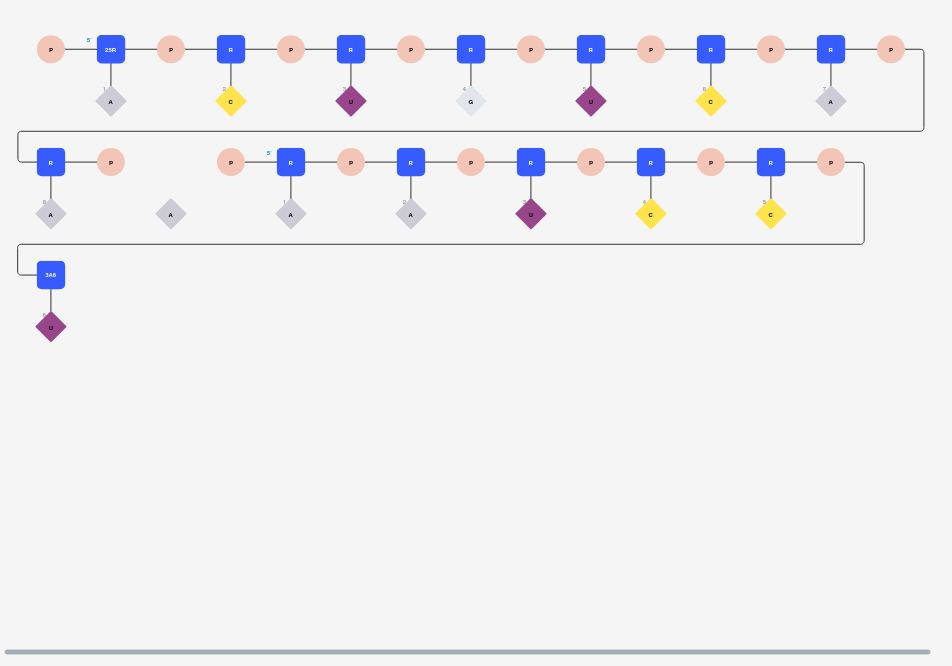 P 5' 25R P R P R P R P R P R P R P
1 A 2 C 3 U 4 G 5 U 6 C 7 A
R P P 5' R P R P R P R P R P
8 A A 1 A 2 A 3 U 4 C 5 C
3A6
6 U